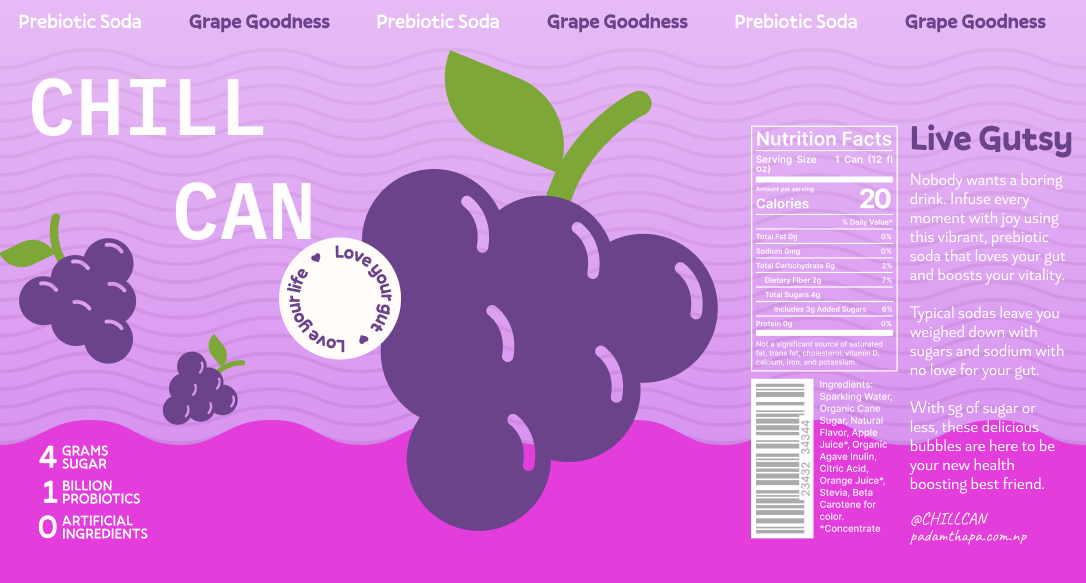 Prebiotic Soda Grape Goodness Prebiotic Soda Grape Goodness Prebiotic Soda Grape Goodness
CHILL
CAN
Love your gut
Love your life
4 GRAMS
SUGAR
1 BILLION
PROBIOTICS
0 ARTIFICIAL
INGREDIENTS
Nutrition Facts
Serving Size 1 Can (12 fl
oz)
Amount per serving
Calories 20
% Daily Value*
Total Fat 0g 0%
Sodium 0mg 0%
Total Carbohydrate 6g 2%
Dietary Fiber 2g 7%
Total Sugars 4g
Includes 3g Added Sugars 6%
Protein 0g 0%
Not a significant source of saturated
fat, trans fat, cholesterol, vitamin D,
calcium, iron, and potassium.
23432 34344
Ingredients:
Sparkling Water,
Organic Cane
Sugar, Natural
Flavor, Apple
Juice*, Organic
Agave Inulin,
Citric Acid,
Orange Juice*,
Stevia, Beta
Carotene for
color.
*Concentrate
Live Gutsy
Nobody wants a boring
drink. Infuse every
moment with joy using
this vibrant, prebiotic
soda that loves your gut
and boosts your vitality.
Typical sodas leave you
weighed down with
sugars and sodium with
no love for your gut.
With 5g of sugar or
less, these delicious
bubbles are here to be
your new health
boosting best friend.
@CHILLCAN
padamthapa.com.np